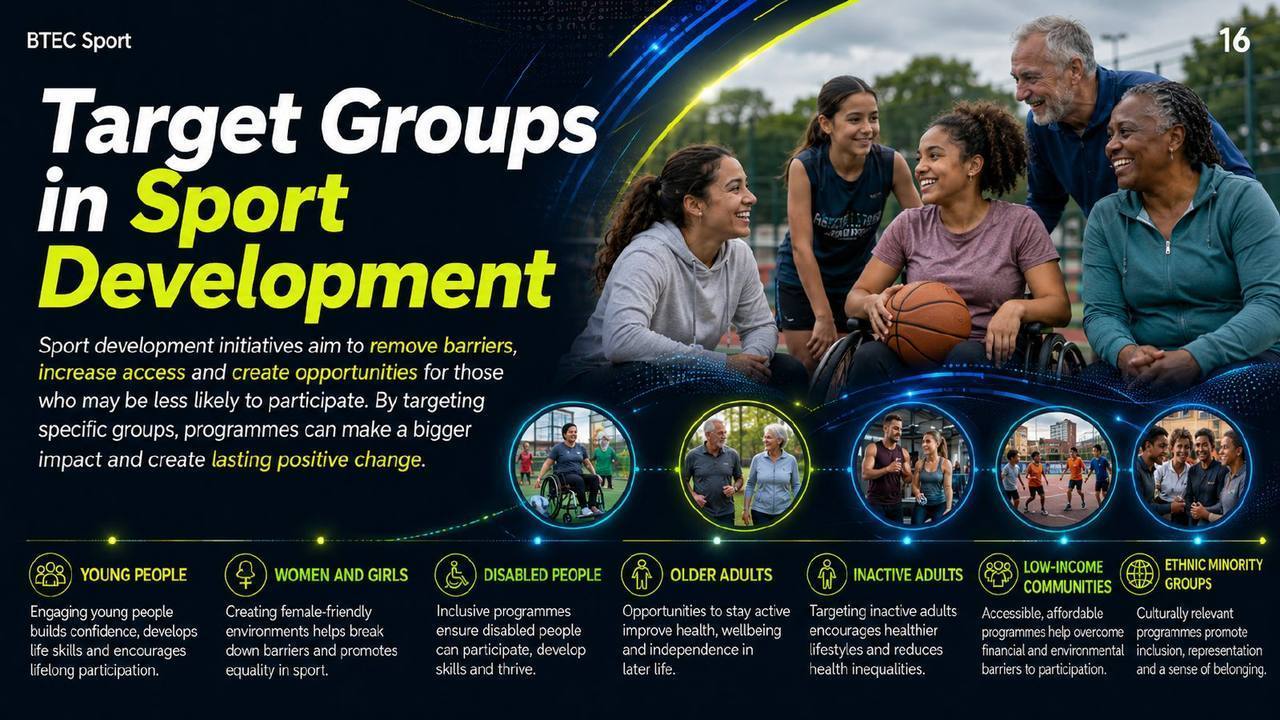 BTEC Sport
16
Target Groups
in Sport
Development
Sport development initiatives aim to remove barriers,
increase access and create opportunities for those
who may be less likely to participate. By targeting
specific groups, programmes can make a bigger
impact and create lasting positive change.
YOUNG PEOPLE
Engaging young people
builds confidence, develops
life skills and encourages
lifelong participation.
WOMEN AND GIRLS
Creating female-friendly
environments helps break
down barriers and promotes
equality in sport.
DISABLED PEOPLE
Inclusive programmes
ensure disabled people
can participate, develop
skills and thrive.
OLDER ADULTS
Opportunities to stay active
improve health, wellbeing
and independence in
later life.
INACTIVE ADULTS
Targeting inactive adults
encourages healthier
lifestyles and reduces
health inequalities.
LOW-INCOME
COMMUNITIES
Accessible, affordable
programmes help overcome
financial and environmental
barriers to participation.
ETHNIC MINORITY
GROUPS
Culturally relevant
programmes promote
inclusion, representation
and a sense of belonging.